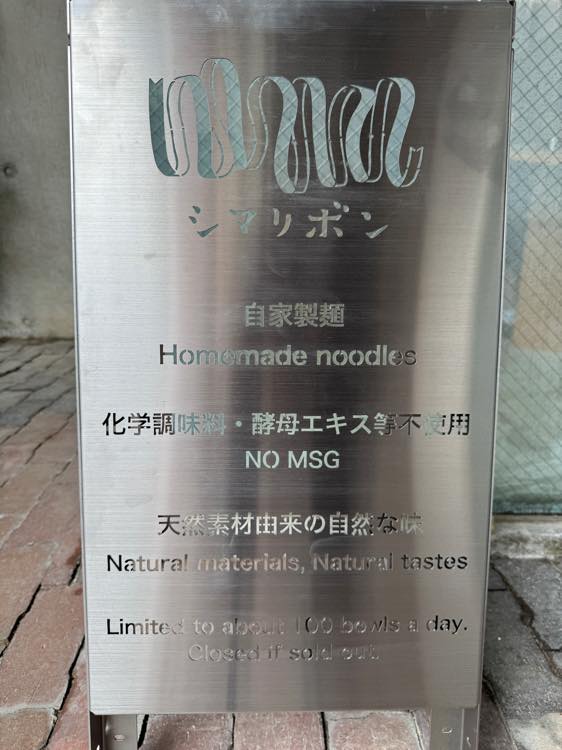 シマリボン
自家製麺
Homemade noodles
化学調味料・酵母エキス等不使用
NO MSG
天然素材由来の自然な味
Natural materials, Natural tastes
Limited to about 100 bowls a day.
Closed if sold out.